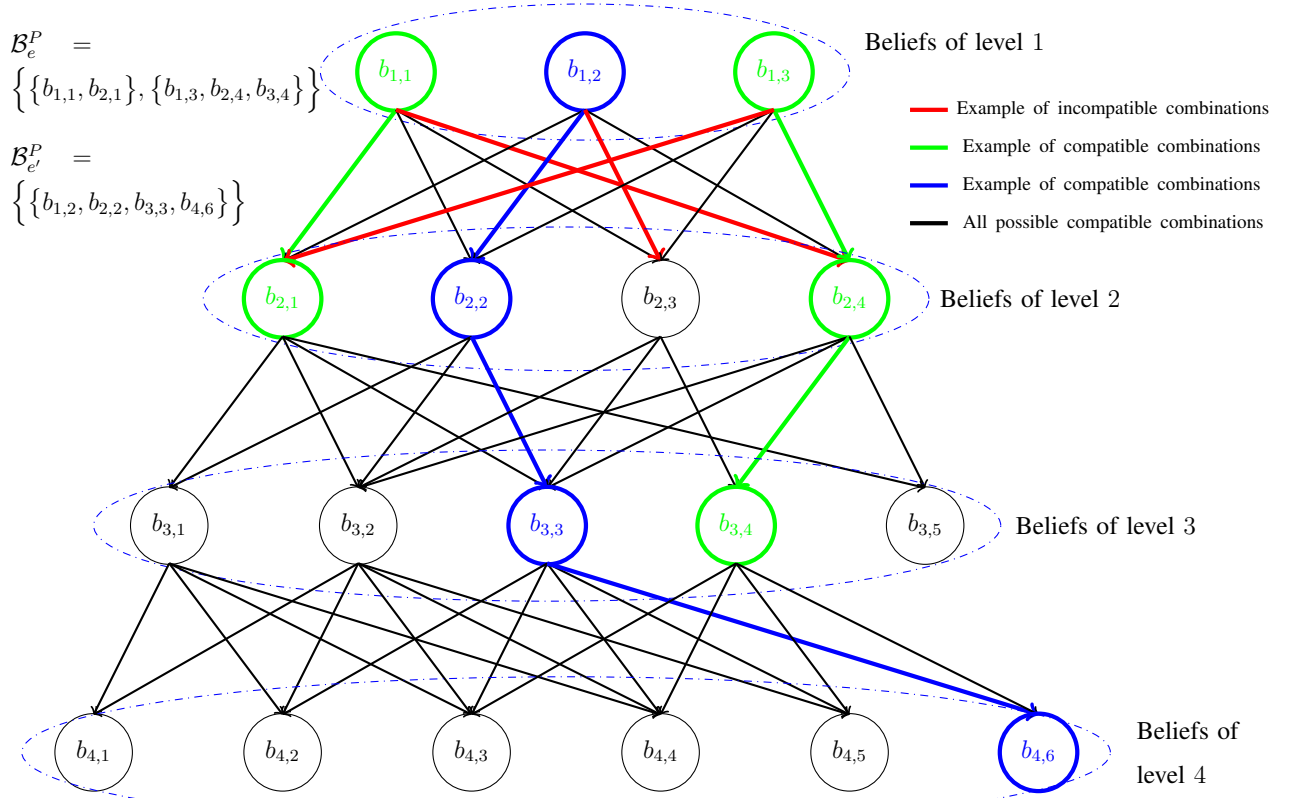 $\mathcal{B}_e^P$ =
$\{\{b_{1,1}, b_{2,1}\}, \{b_{1,3}, b_{2,4}, b_{3,4}\}\}$
$\mathcal{B}_{e'}^P$ =
$\{\{b_{1,2}, b_{2,2}, b_{3,3}, b_{4,6}\}\}$
$b_{1,1}$ $b_{1,2}$ $b_{1,3}$
Beliefs of level 1
Example of incompatible combinations
Example of compatible combinations
Example of compatible combinations
All possible compatible combinations
$b_{2,1}$ $b_{2,2}$ $b_{2,3}$ $b_{2,4}$
Beliefs of level 2
$b_{3,1}$ $b_{3,2}$ $b_{3,3}$ $b_{3,4}$ $b_{3,5}$
Beliefs of level 3
$b_{4,1}$ $b_{4,2}$ $b_{4,3}$ $b_{4,4}$ $b_{4,5}$ $b_{4,6}$
Beliefs of
level 4